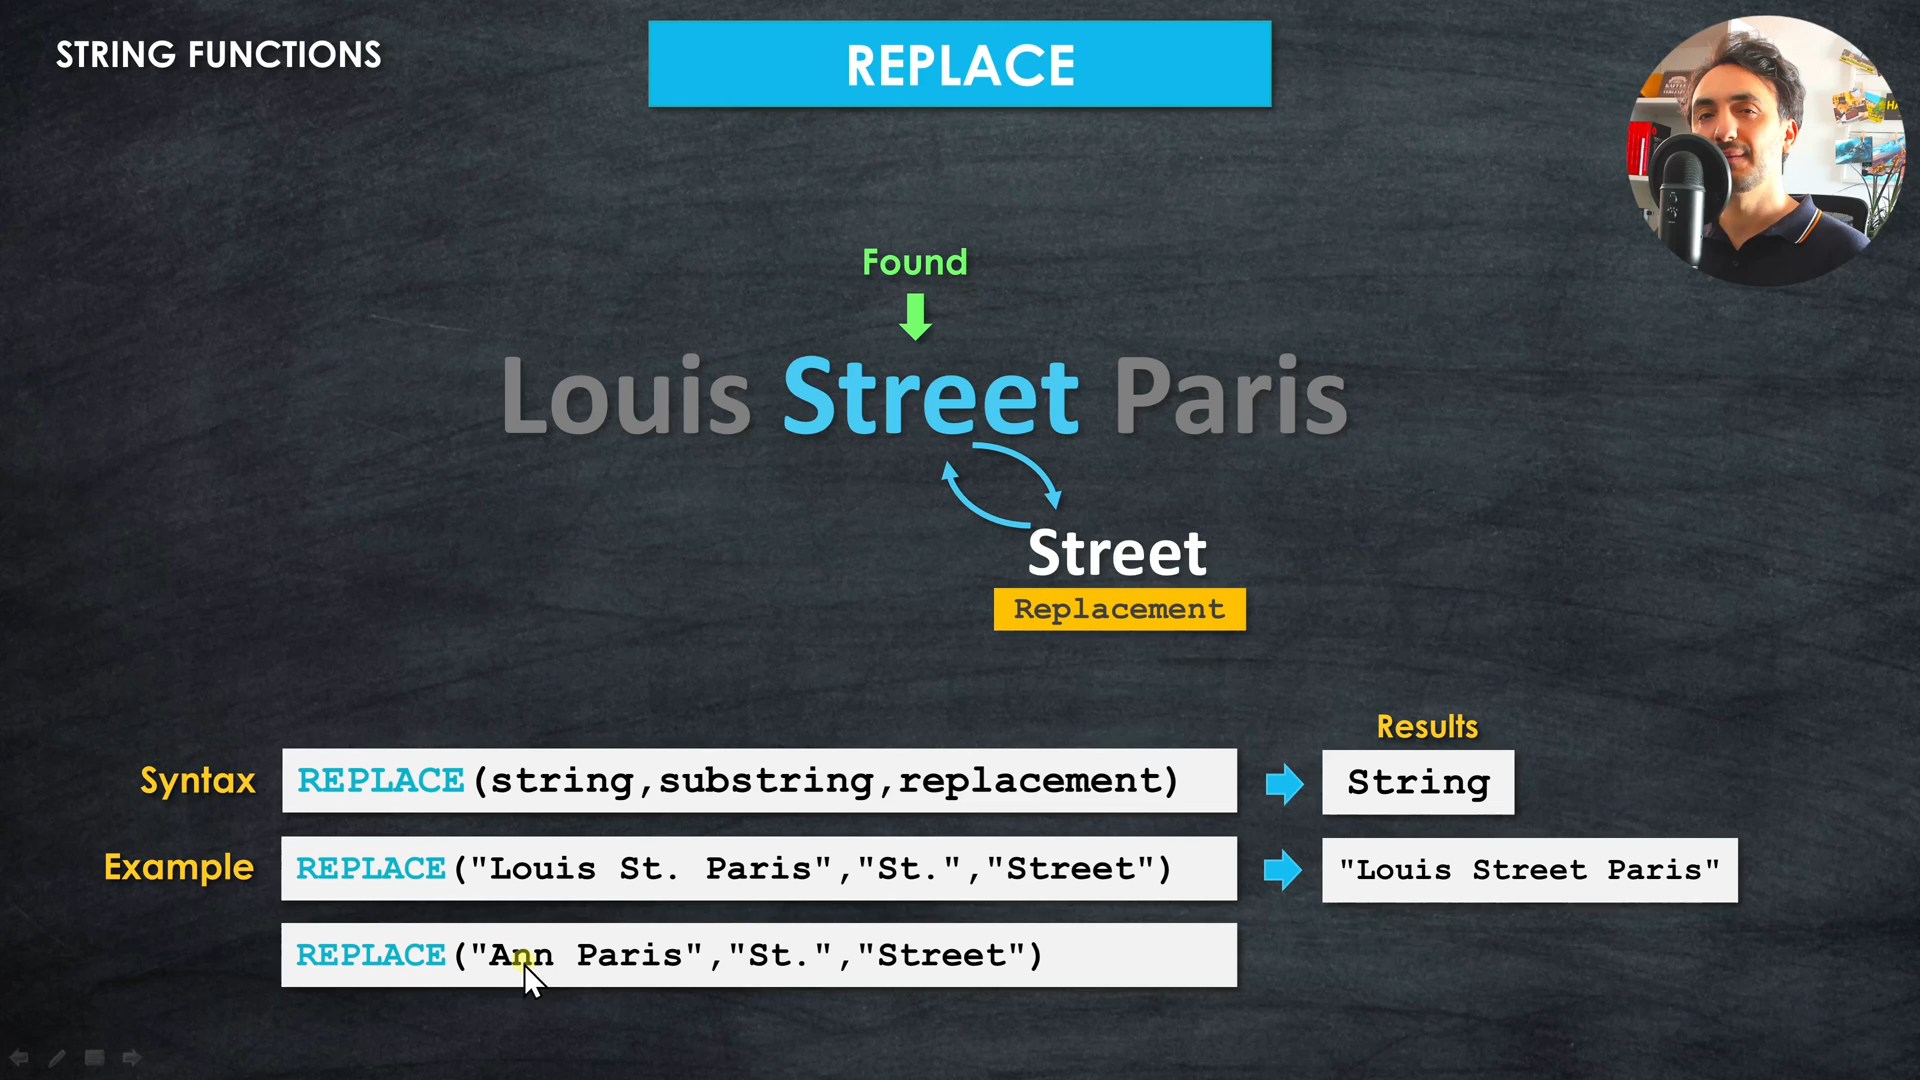 STRING FUNCTIONS
REPLACE
Found
Louis Street Paris
Street
Replacement
Results
Syntax REPLACE(string,substring,replacement) String
Example REPLACE("Louis St. Paris","St.","Street") "Louis Street Paris"
REPLACE("Ann Paris","St.","Street")